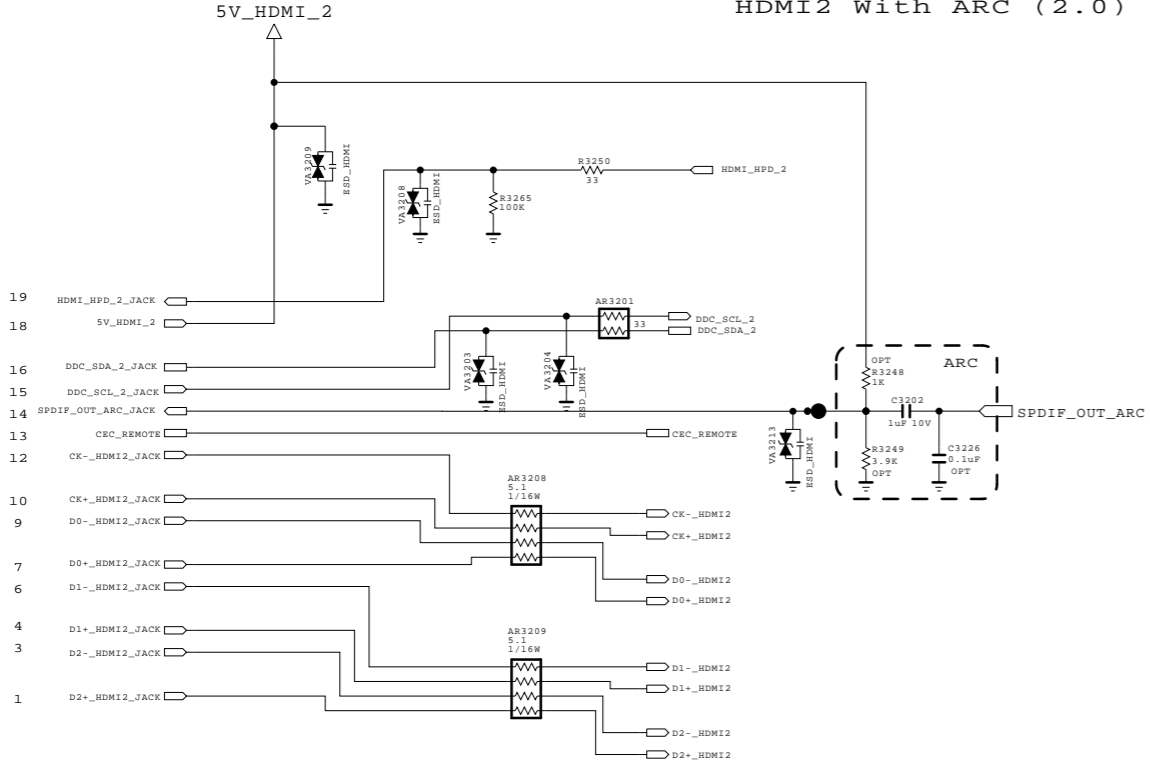 HDMI2 With ARC (2.0)
5V_HDMI_2
VA3209
ESD_HDMI
VA3208
ESD_HDMI
R3265
100K
R3250
33
HDMI_HPD_2
19 HDMI_HPD_2_JACK
18 5V_HDMI_2
AR3201
33
DDC_SCL_2
DDC_SDA_2
16 DDC_SDA_2_JACK
15 DDC_SCL_2_JACK
VA3203
ESD_HDMI
VA3204
ESD_HDMI
14 SPDIF_OUT_ARC_JACK
ARC
OPT
R3248
1K
C3202
1uF 10V
SPDIF_OUT_ARC
VA3213
ESD_HDMI
R3249
3.9K
OPT
C3226
0.1uF
OPT
13 CEC_REMOTE
CEC_REMOTE
12 CK-_HDMI2_JACK
10 CK+_HDMI2_JACK
9 D0-_HDMI2_JACK
7 D0+_HDMI2_JACK
AR3208
5.1
1/16W
CK-_HDMI2
CK+_HDMI2
D0-_HDMI2
D0+_HDMI2
6 D1-_HDMI2_JACK
4 D1+_HDMI2_JACK
3 D2-_HDMI2_JACK
1 D2+_HDMI2_JACK
AR3209
5.1
1/16W
D1-_HDMI2
D1+_HDMI2
D2-_HDMI2
D2+_HDMI2